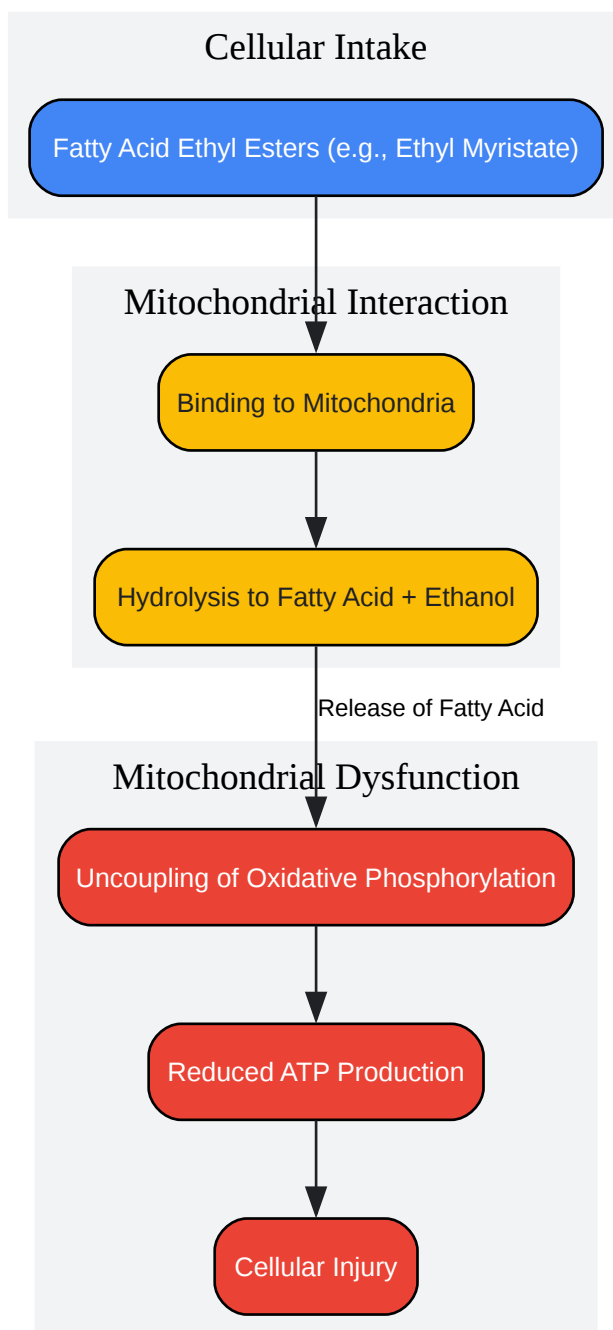 Cellular Intake
Fatty Acid Ethyl Esters (e.g., Ethyl Myristate)
Mitochondrial Interaction
Binding to Mitochondria
Hydrolysis to Fatty Acid + Ethanol
Release of Fatty Acid
Mitochondrial Dysfunction
Uncoupling of Oxidative Phosphorylation
Reduced ATP Production
Cellular Injury